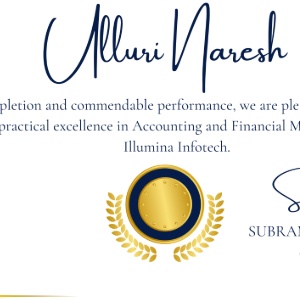 Ulluri Naresh
pletion and commendable performance, we are ple
practical excellence in Accounting and Financial M
Illumina Infotech.
S
SUBRAM